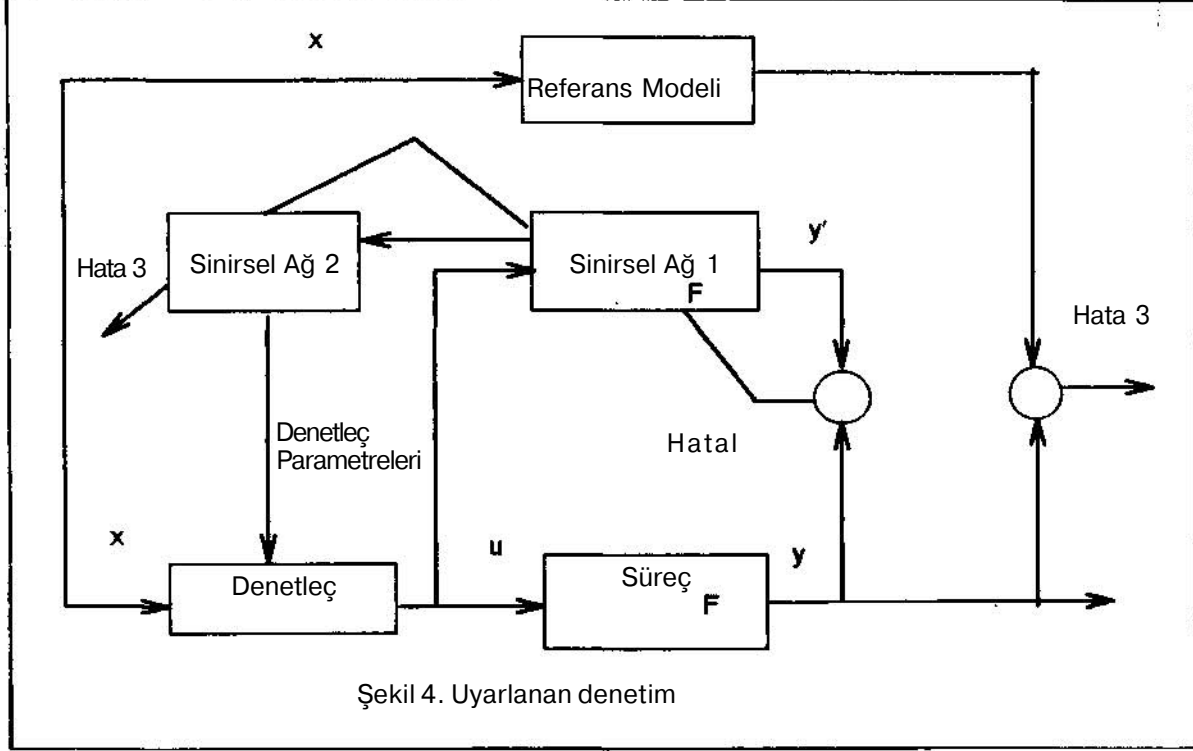 x
Referans Modeli
y'
Hata 3
Sinirsel Ağ 2
Sinirsel Ağ 1
F
Hata 3
Denetleç
Parametreleri
Hatal
x
u
y
Denetleç
Süreç
F
Şekil 4. Uyarlanan denetim